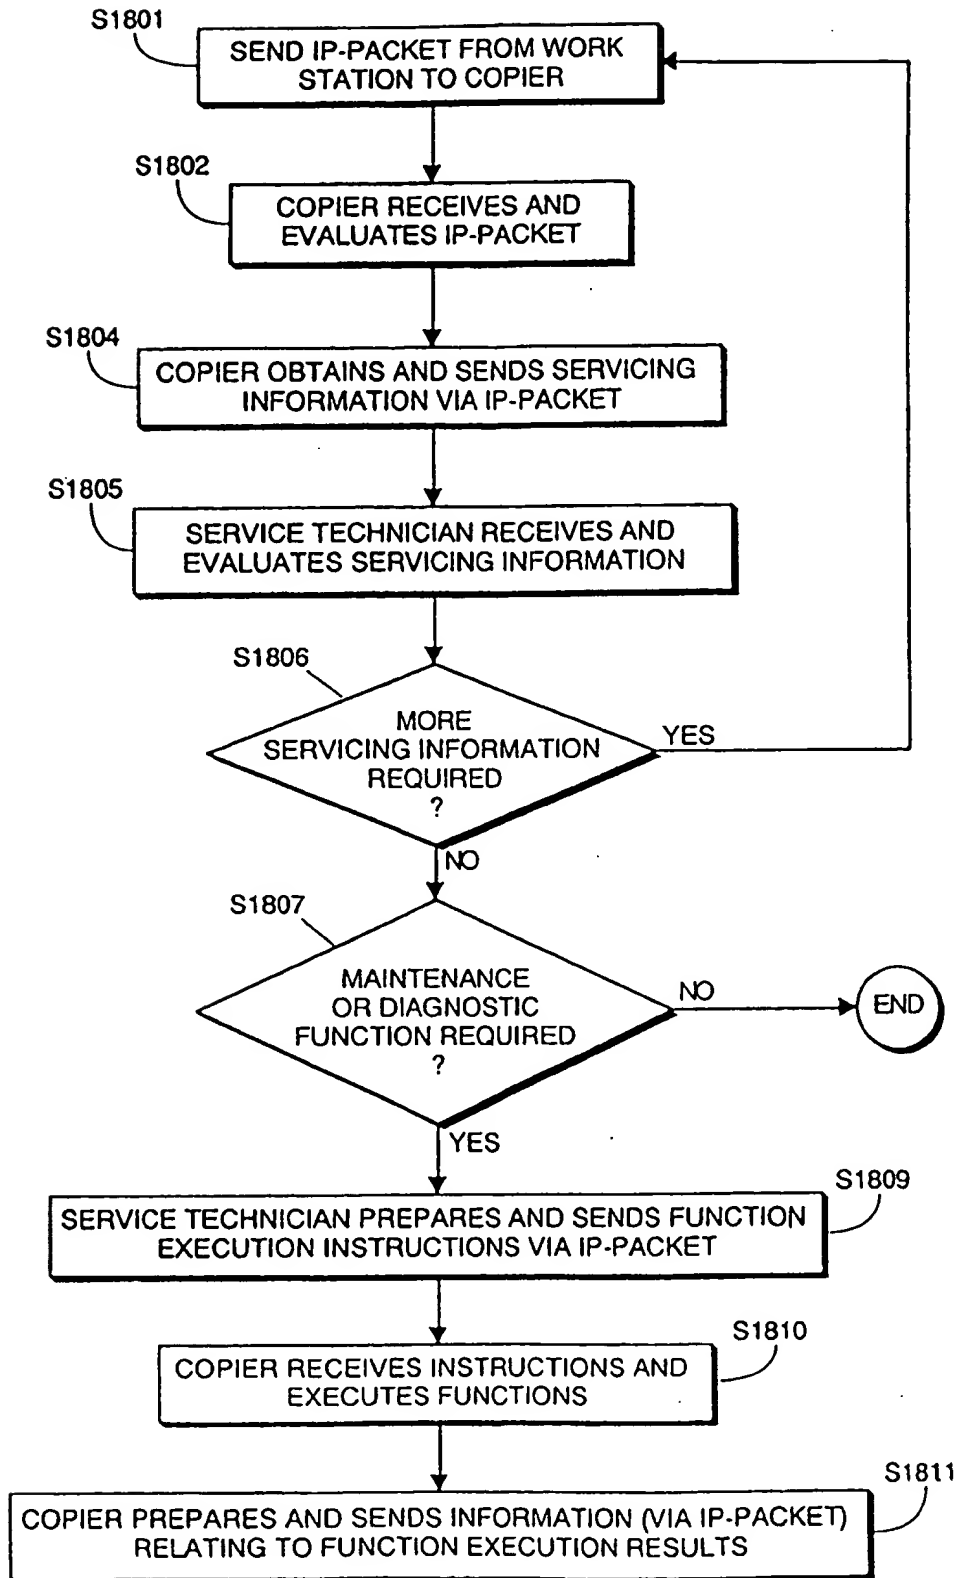 S1801
SEND IP-PACKET FROM WORK
STATION TO COPIER
S1802
COPIER RECEIVES AND
EVALUATES IP-PACKET
S1804
COPIER OBTAINS AND SENDS SERVICING
INFORMATION VIA IP-PACKET
S1805
SERVICE TECHNICIAN RECEIVES AND
EVALUATES SERVICING INFORMATION
S1806
MORE
SERVICING INFORMATION
REQUIRED
?
YES
NO
S1807
MAINTENANCE
OR DIAGNOSTIC
FUNCTION REQUIRED
?
NO
END
YES
S1809
SERVICE TECHNICIAN PREPARES AND SENDS FUNCTION
EXECUTION INSTRUCTIONS VIA IP-PACKET
S1810
COPIER RECEIVES INSTRUCTIONS AND
EXECUTES FUNCTIONS
S1811
COPIER PREPARES AND SENDS INFORMATION (VIA IP-PACKET)
RELATING TO FUNCTION EXECUTION RESULTS